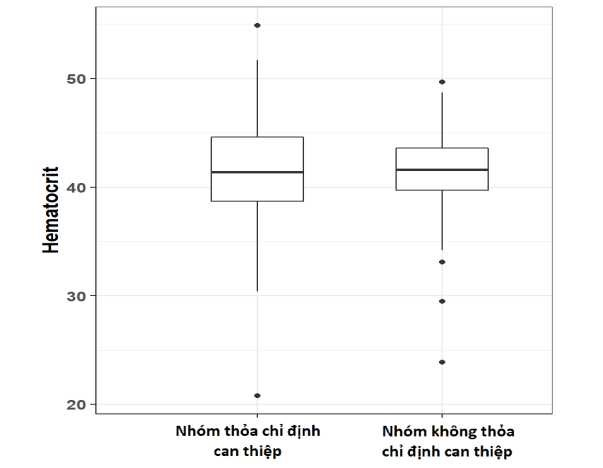 Hematocrit
50
40
30
20
Nhóm thỏa chỉ định
can thiệp
Nhóm không thỏa
chỉ định can thiệp